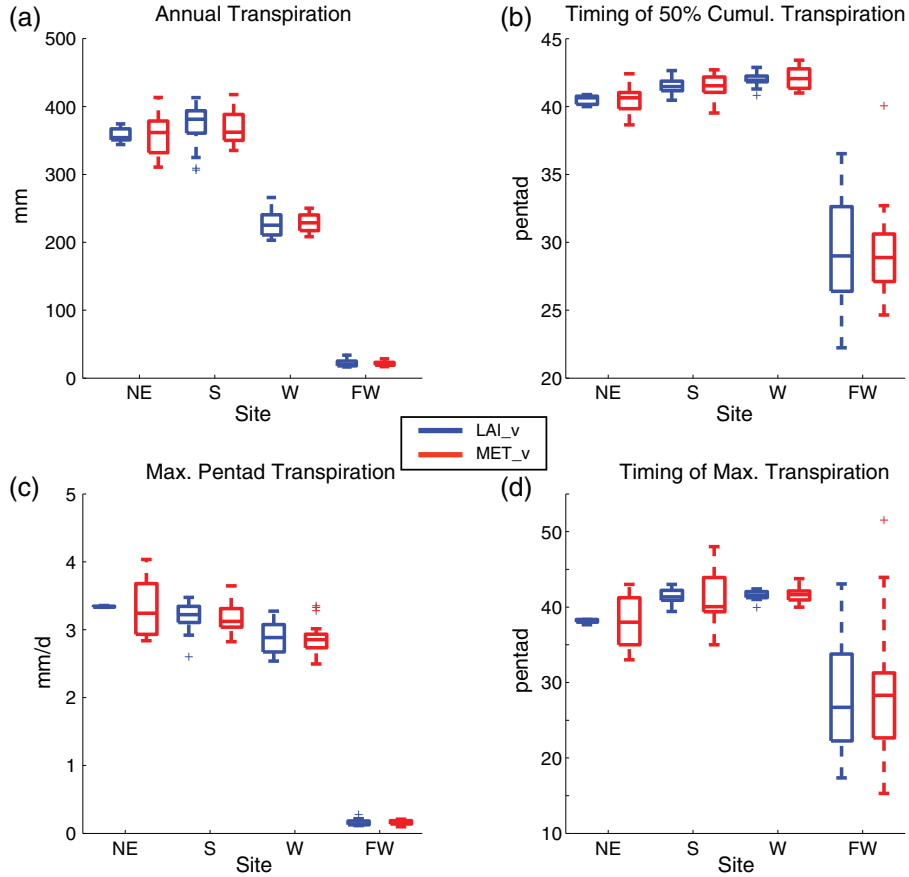 (a) Annual Transpiration
500
400
300
200
100
0
mm
NE S W FW
Site
(b) Timing of 50% Cumul. Transpiration
45
40
35
30
25
20
pentad
NE S W FW
Site
LAI_v
MET_v
(c) Max. Pentad Transpiration
5
4
3
2
1
0
mm/d
NE S W FW
Site
(d) Timing of Max. Transpiration
50
40
30
20
10
pentad
NE S W FW
Site